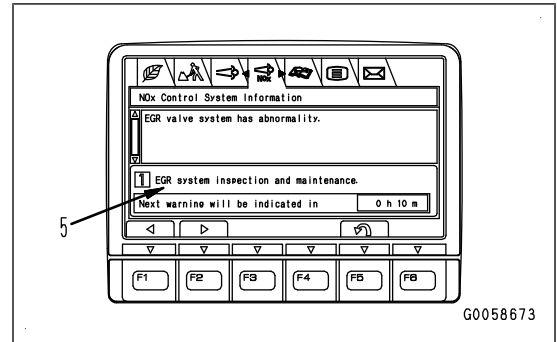 NOx
NOx Control System Information
EGR valve system has abnormality.
1 EGR system inspection and maintenance.
Next warning will be indicated in 0 h 10 m
5
F1 F2 F3 F4 F5 F6
G0058673